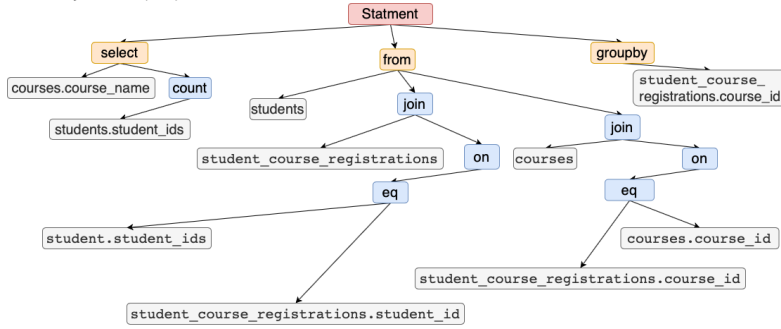 Statment
select
from
groupby
courses.course_name
count
students
join
student_course_
registrations.course_id
students.student_ids
join
student_course_registrations
on
courses
on
eq
eq
student.student_ids
courses.course_id
student_course_registrations.course_id
student_course_registrations.student_id